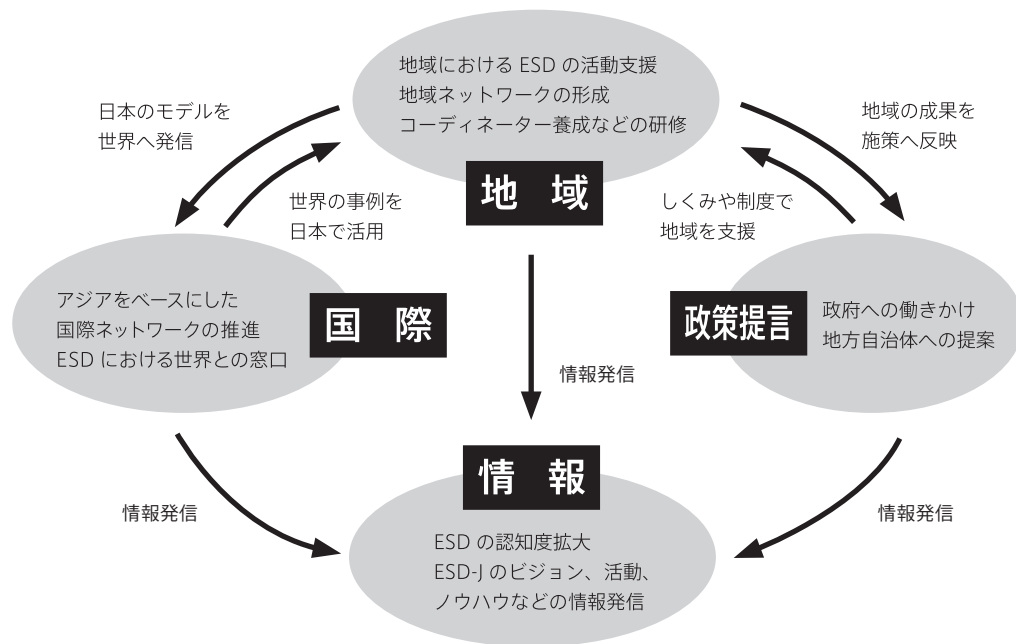 地域における ESD の活動支援
地域ネットワークの形成
コーディネーター養成などの研修
地 域
日本のモデルを
世界へ発信
世界の事例を
日本で活用
地域の成果を
施策へ反映
しくみや制度で
地域を支援
アジアをベースにした
国際ネットワークの推進
ESD における世界との窓口
国 際
政策提言
政府への働きかけ
地方自治体への提案
情報発信
情報発信
情報発信
情 報
ESD の認知度拡大
ESD-J のビジョン、活動、
ノウハウなどの情報発信